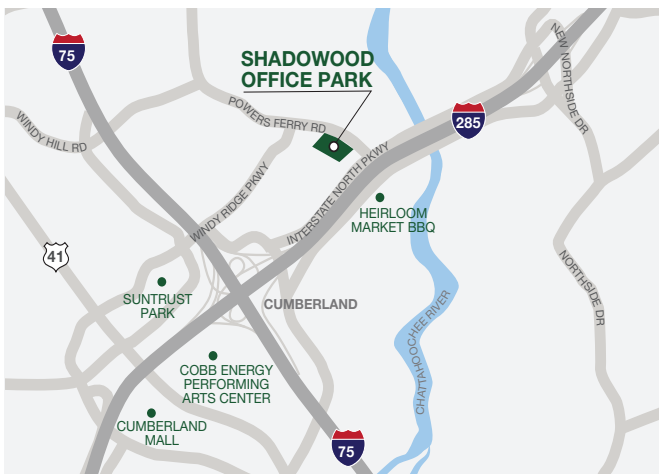 75
SHADOWOOD
OFFICE PARK
NEW NORTHSIDE DR
POWERS FERRY RD
WINDY HILL RD
285
INTERSTATE NORTH PKWY
WINDY RIDGE PKWY
HEIRLOOM
MARKET BBQ
41
NORTHSIDE DR
SUNTRUST
PARK
CUMBERLAND
CHATTAHOOCHEE RIVER
COBB ENERGY
PERFORMING
ARTS CENTER
CUMBERLAND
MALL
75